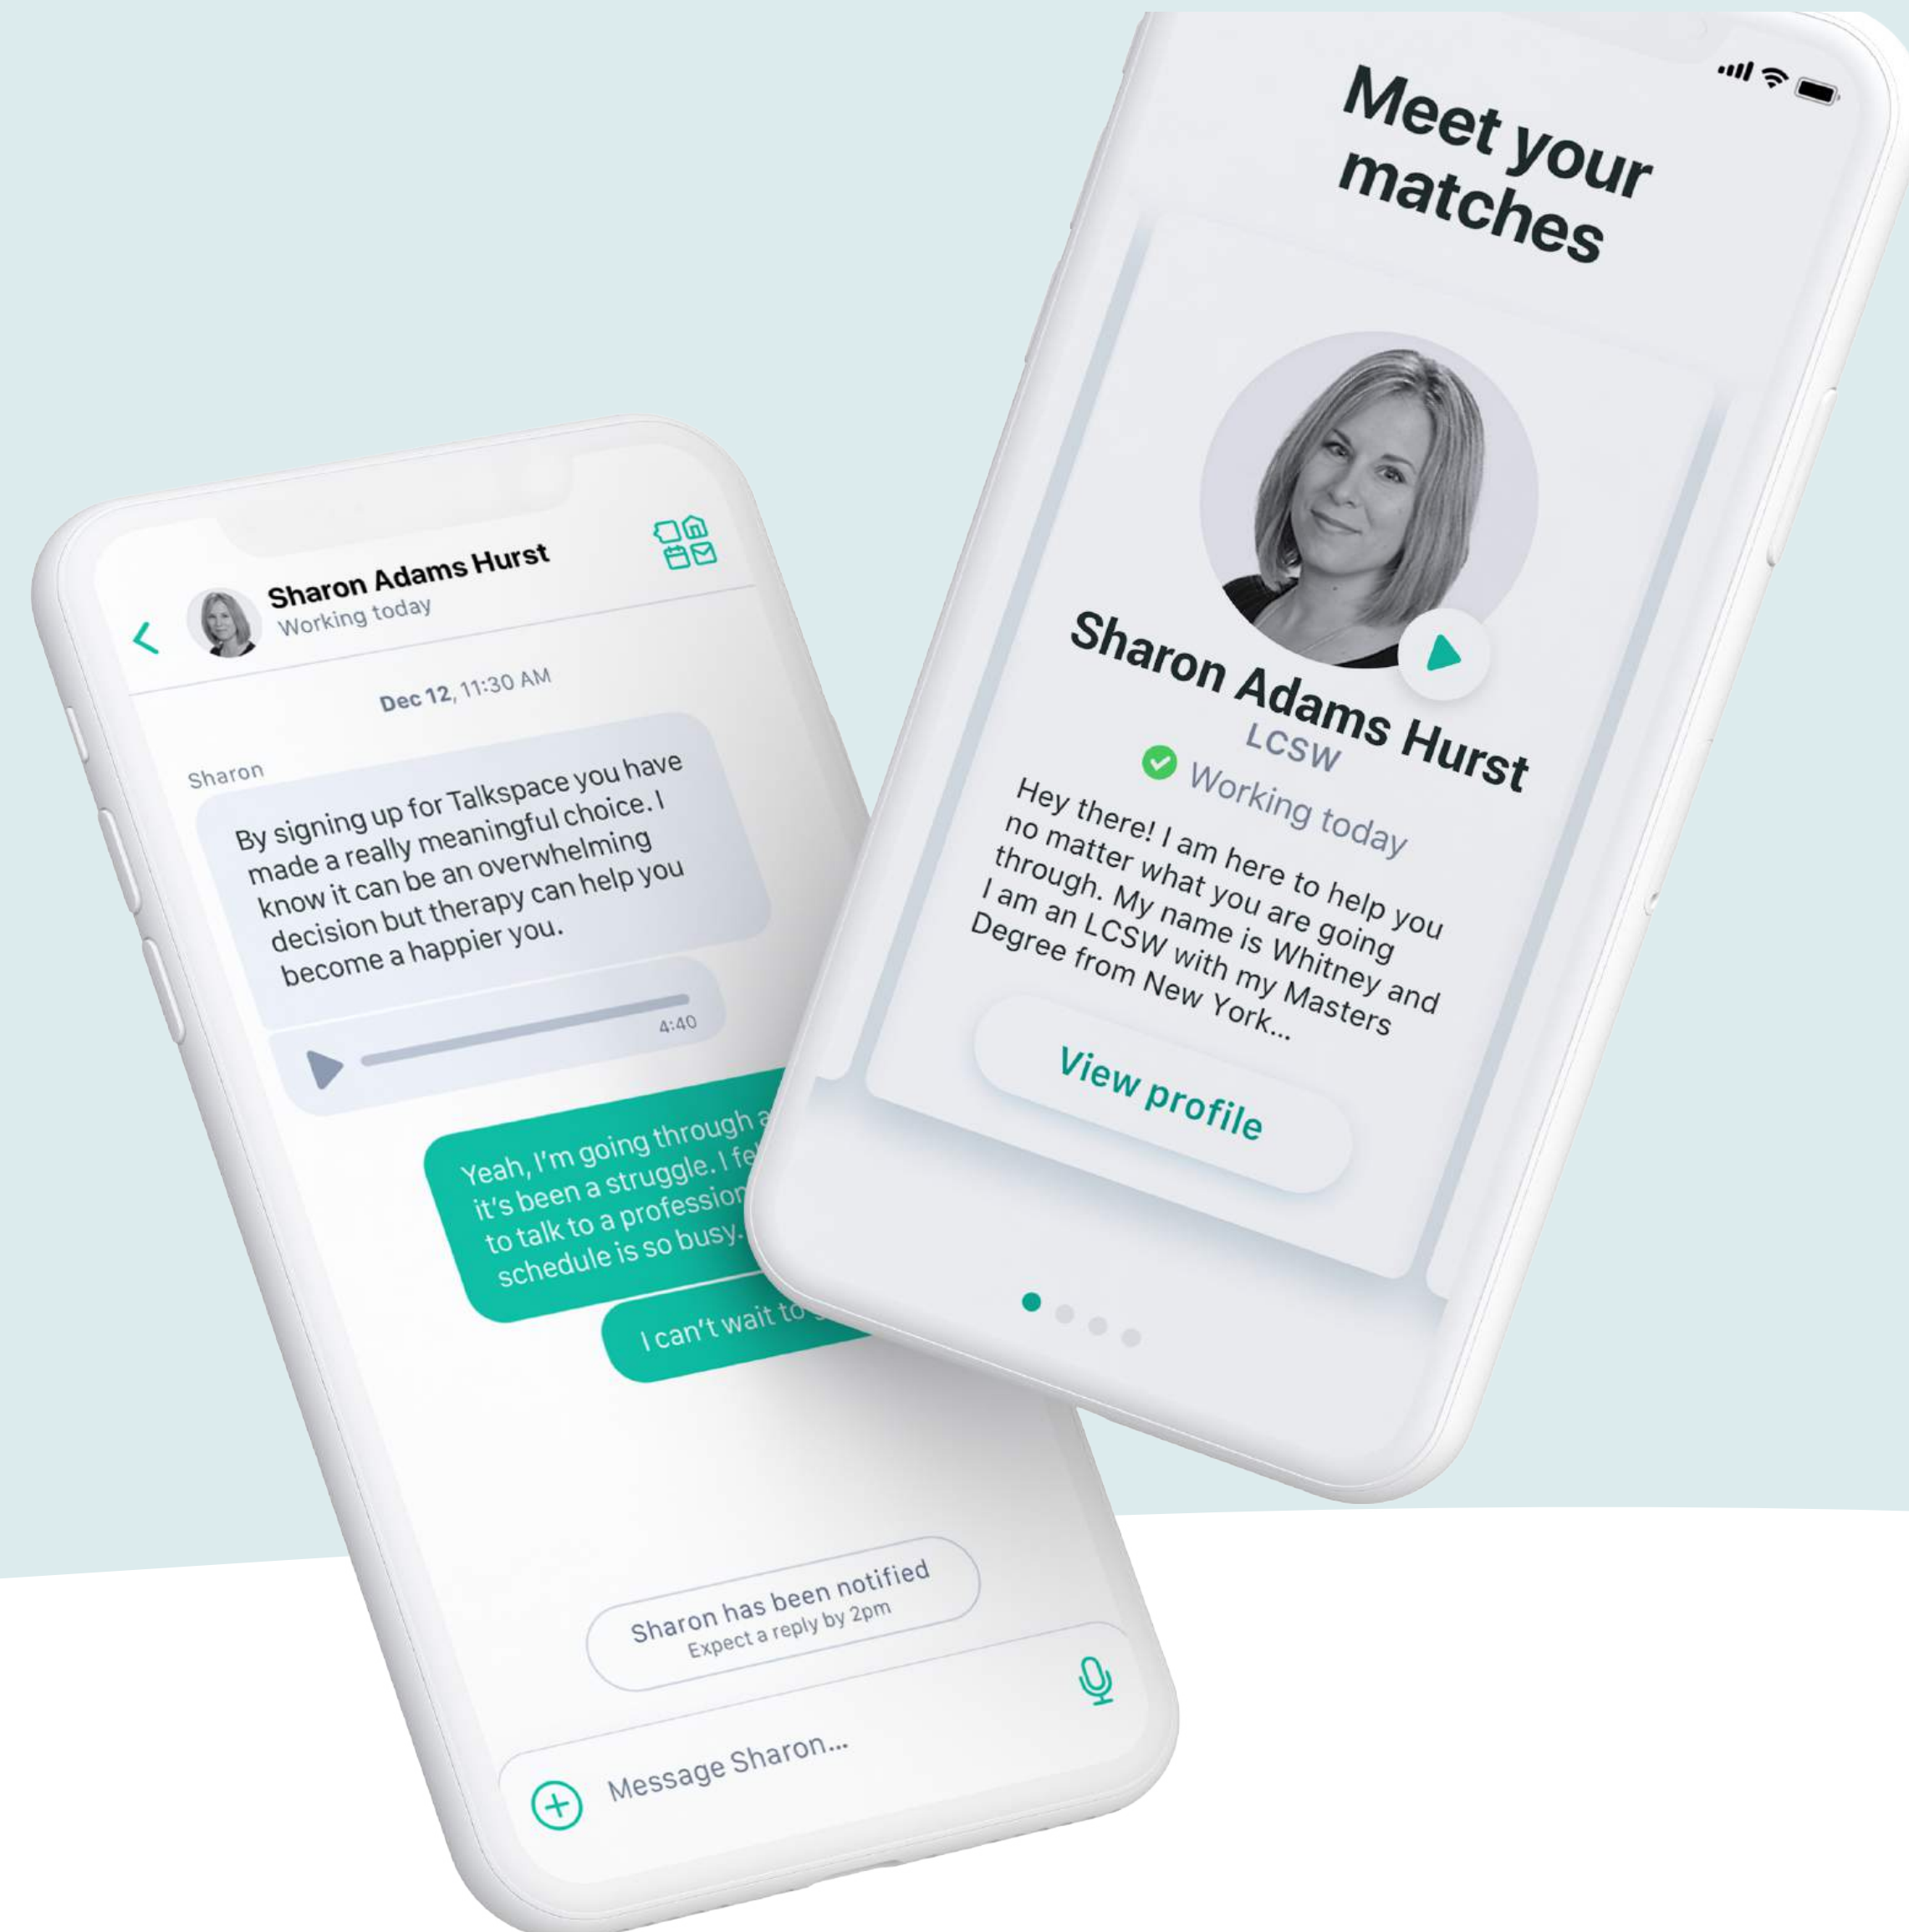 Sharon Adams Hurst
Working today
Dec 12, 11:30 AM
Sharon
By signing up for Talkspace you have
made a really meaningful choice. I
know it can be an overwhelming
decision but therapy can help you
become a happier you.
4:40
Yeah, I'm going through
it's been a struggle. I
to talk to a
schedule is so busy.
I can't wait to
Sharon has been notified
Expect a reply by 2pm
Message Sharon...
Meet your
matches
Sharon Adams Hurst
LCSW
Working today
Hey there! I am here to help you
no matter what you are going
through. My name is Whitney and
I am an LCSW with my Masters
Degree from New York...
View profile